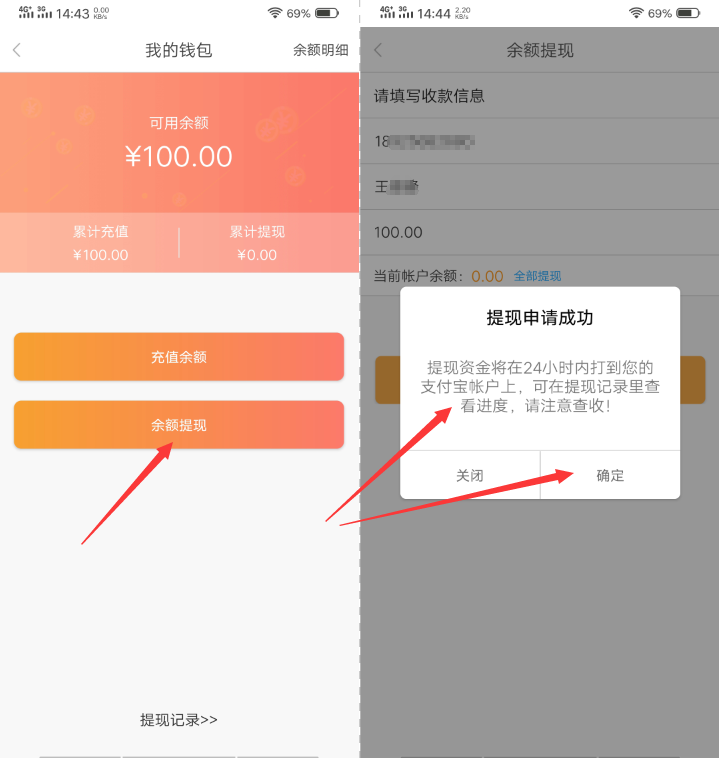 4G+ 3G 14:43 0.00 KB/s 69%
我的钱包 余额明细
可用余额
¥100.00
累计充值 累计提现
¥100.00 ¥0.00
充值余额
余额提现
提现记录>>
4G+ 3G 14:44 2.20 KB/s 69%
余额提现
请填写收款信息
18
王
100.00
当前帐户余额：0.00 全部提现
提现申请成功
提现资金将在24小时内打到您的
支付宝帐户上，可在提现记录里查
看进度，请注意查收！
关闭 确定